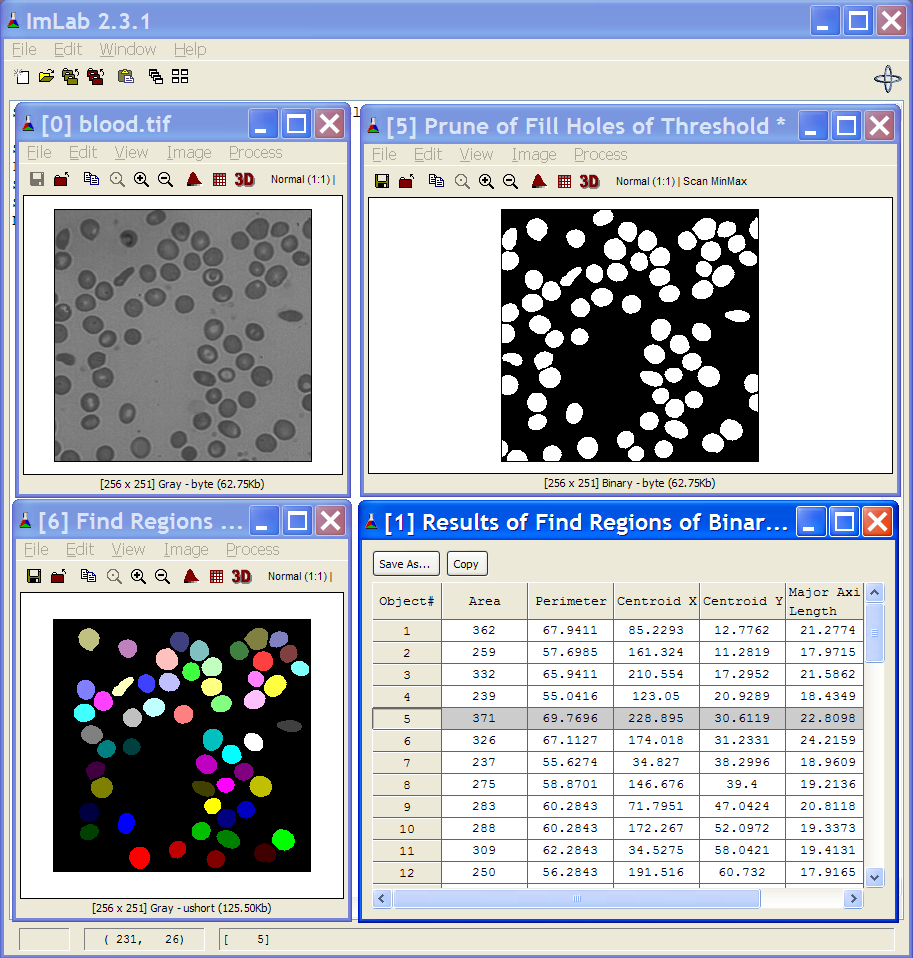 ImLab 2.3.1
File Edit Window Help
[0] blood.tif
File Edit View Image Process
3D Normal (1:1) |
[256 x 251] Gray - byte (62.75Kb)
[5] Prune of Fill Holes of Threshold *
File Edit View Image Process
3D Normal (1:1) | Scan MinMax
[256 x 251] Binary - byte (62.75Kb)
[6] Find Regions ...
File Edit View Image Process
3D Normal (1:1) |
[256 x 251] Gray - ushort (125.50Kb)
[1] Results of Find Regions of Binar...
Save As... Copy
Object# Area Perimeter Centroid X Centroid Y Major Axi
Length
1 362 67.9411 85.2293 12.7762 21.2774
2 259 57.6985 161.324 11.2819 17.9715
3 332 65.9411 210.554 17.2952 21.5862
4 239 55.0416 123.05 20.9289 18.4349
5 371 69.7696 228.895 30.6119 22.8098
6 326 67.1127 174.018 31.2331 24.2159
7 237 55.6274 34.827 38.2996 18.9609
8 275 58.8701 146.676 39.4 19.2136
9 283 60.2843 71.7951 47.0424 20.8118
10 288 60.2843 172.267 52.0972 19.3373
11 309 62.2843 34.5275 58.0421 19.4131
12 250 56.2843 191.516 60.732 17.9165
( 231, 26) [ 5]